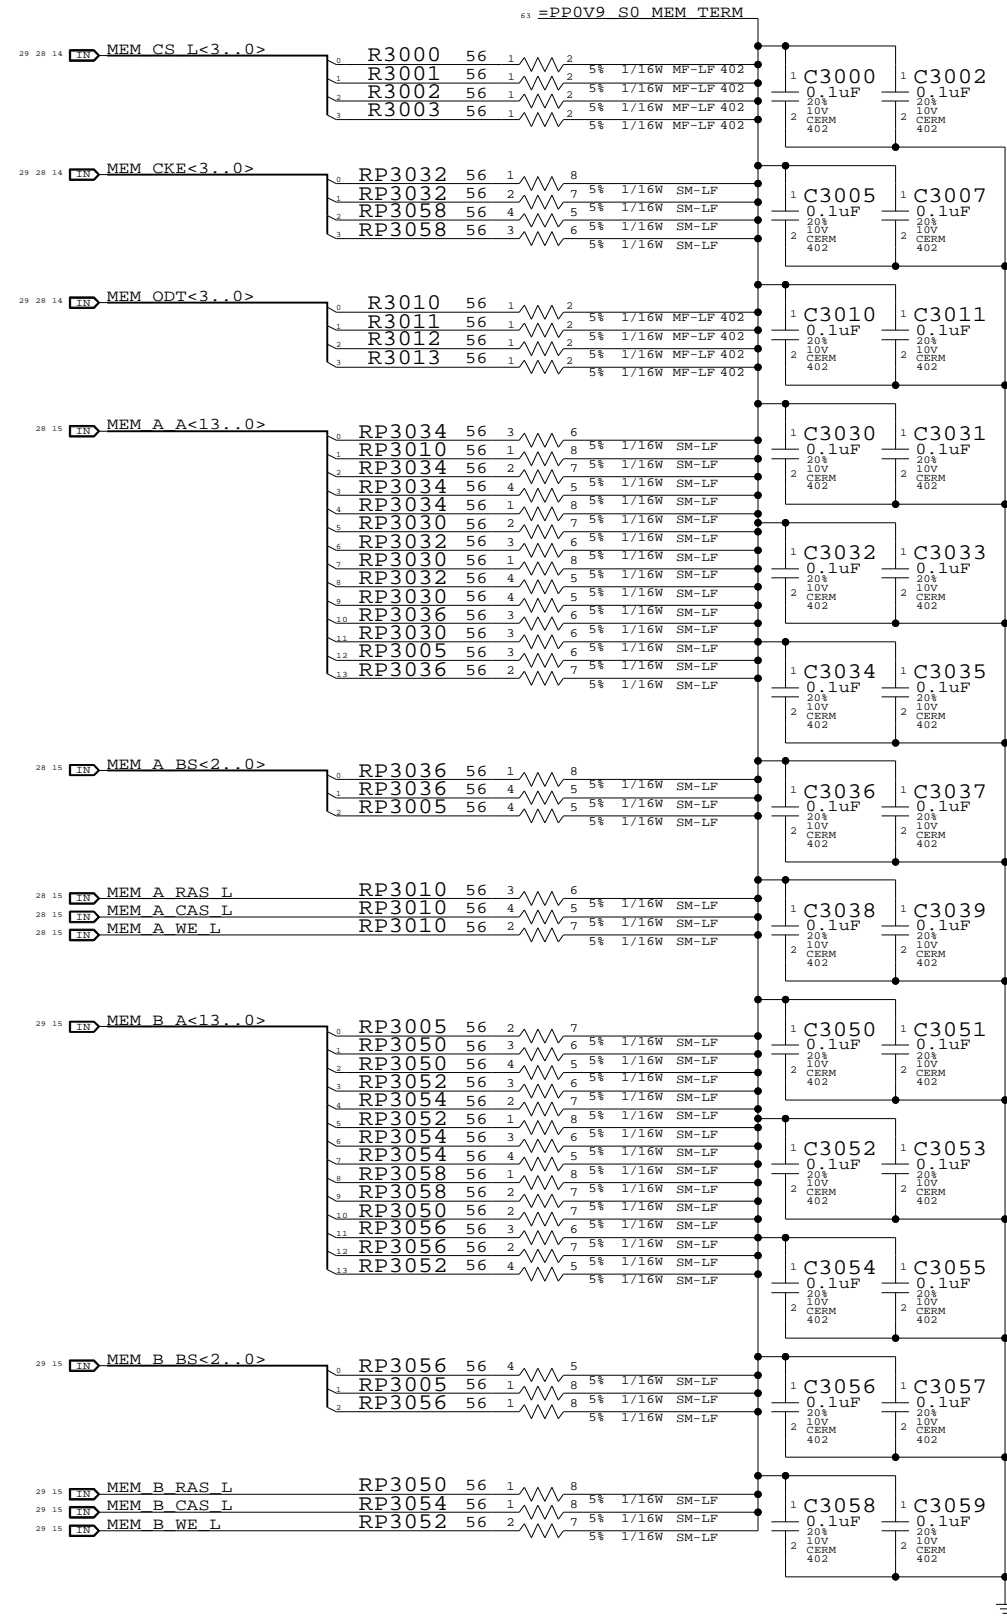 63 =PP0V9_S0_MEM_TERM
29 28 14 IN MEM_CS_L<3..0>
0 R3000 56 1 2 5% 1/16W MF-LF 402
1 R3001 56 1 2 5% 1/16W MF-LF 402
2 R3002 56 1 2 5% 1/16W MF-LF 402
3 R3003 56 1 2 5% 1/16W MF-LF 402
1 C3000 0.1uF 20% 10V 2 CERM 402
1 C3002 0.1uF 20% 10V 2 CERM 402
29 28 14 IN MEM_CKE<3..0>
0 RP3032 56 1 8 5% 1/16W SM-LF
1 RP3032 56 2 7 5% 1/16W SM-LF
2 RP3058 56 4 5 5% 1/16W SM-LF
3 RP3058 56 3 6 5% 1/16W SM-LF
1 C3005 0.1uF 20% 10V 2 CERM 402
1 C3007 0.1uF 20% 10V 2 CERM 402
29 28 14 IN MEM_ODT<3..0>
0 R3010 56 1 2 5% 1/16W MF-LF 402
1 R3011 56 1 2 5% 1/16W MF-LF 402
2 R3012 56 1 2 5% 1/16W MF-LF 402
3 R3013 56 1 2 5% 1/16W MF-LF 402
1 C3010 0.1uF 20% 10V 2 CERM 402
1 C3011 0.1uF 20% 10V 2 CERM 402
28 15 IN MEM_A_A<13..0>
0 RP3034 56 3 6 5% 1/16W SM-LF
1 RP3010 56 1 8 5% 1/16W SM-LF
2 RP3034 56 2 7 5% 1/16W SM-LF
3 RP3034 56 4 5 5% 1/16W SM-LF
4 RP3034 56 1 8 5% 1/16W SM-LF
5 RP3030 56 2 7 5% 1/16W SM-LF
6 RP3032 56 3 6 5% 1/16W SM-LF
7 RP3030 56 1 8 5% 1/16W SM-LF
8 RP3032 56 4 5 5% 1/16W SM-LF
9 RP3030 56 4 5 5% 1/16W SM-LF
10 RP3036 56 3 6 5% 1/16W SM-LF
11 RP3030 56 3 6 5% 1/16W SM-LF
12 RP3005 56 3 6 5% 1/16W SM-LF
13 RP3036 56 2 7 5% 1/16W SM-LF
1 C3030 0.1uF 20% 10V 2 CERM 402
1 C3031 0.1uF 20% 10V 2 CERM 402
1 C3032 0.1uF 20% 10V 2 CERM 402
1 C3033 0.1uF 20% 10V 2 CERM 402
1 C3034 0.1uF 20% 10V 2 CERM 402
1 C3035 0.1uF 20% 10V 2 CERM 402
28 15 IN MEM_A_BS<2..0>
0 RP3036 56 1 8 5% 1/16W SM-LF
1 RP3036 56 4 5 5% 1/16W SM-LF
2 RP3005 56 4 5 5% 1/16W SM-LF
1 C3036 0.1uF 20% 10V 2 CERM 402
1 C3037 0.1uF 20% 10V 2 CERM 402
28 15 IN MEM_A_RAS_L RP3010 56 3 6 5% 1/16W SM-LF
28 15 IN MEM_A_CAS_L RP3010 56 4 5 5% 1/16W SM-LF
28 15 IN MEM_A_WE_L RP3010 56 2 7 5% 1/16W SM-LF
1 C3038 0.1uF 20% 10V 2 CERM 402
1 C3039 0.1uF 20% 10V 2 CERM 402
29 15 IN MEM_B_A<13..0>
0 RP3005 56 2 7 5% 1/16W SM-LF
1 RP3050 56 3 6 5% 1/16W SM-LF
2 RP3050 56 4 5 5% 1/16W SM-LF
3 RP3052 56 3 6 5% 1/16W SM-LF
4 RP3054 56 2 7 5% 1/16W SM-LF
5 RP3052 56 1 8 5% 1/16W SM-LF
6 RP3054 56 3 6 5% 1/16W SM-LF
7 RP3054 56 4 5 5% 1/16W SM-LF
8 RP3058 56 1 8 5% 1/16W SM-LF
9 RP3058 56 2 7 5% 1/16W SM-LF
10 RP3050 56 2 7 5% 1/16W SM-LF
11 RP3056 56 3 6 5% 1/16W SM-LF
12 RP3056 56 2 7 5% 1/16W SM-LF
13 RP3052 56 4 5 5% 1/16W SM-LF
1 C3050 0.1uF 20% 10V 2 CERM 402
1 C3051 0.1uF 20% 10V 2 CERM 402
1 C3052 0.1uF 20% 10V 2 CERM 402
1 C3053 0.1uF 20% 10V 2 CERM 402
1 C3054 0.1uF 20% 10V 2 CERM 402
1 C3055 0.1uF 20% 10V 2 CERM 402
29 15 IN MEM_B_BS<2..0>
0 RP3056 56 4 5 5% 1/16W SM-LF
1 RP3005 56 1 8 5% 1/16W SM-LF
2 RP3056 56 1 8 5% 1/16W SM-LF
1 C3056 0.1uF 20% 10V 2 CERM 402
1 C3057 0.1uF 20% 10V 2 CERM 402
29 15 IN MEM_B_RAS_L RP3050 56 1 8 5% 1/16W SM-LF
29 15 IN MEM_B_CAS_L RP3054 56 1 8 5% 1/16W SM-LF
29 15 IN MEM_B_WE_L RP3052 56 2 7 5% 1/16W SM-LF
1 C3058 0.1uF 20% 10V 2 CERM 402
1 C3059 0.1uF 20% 10V 2 CERM 402